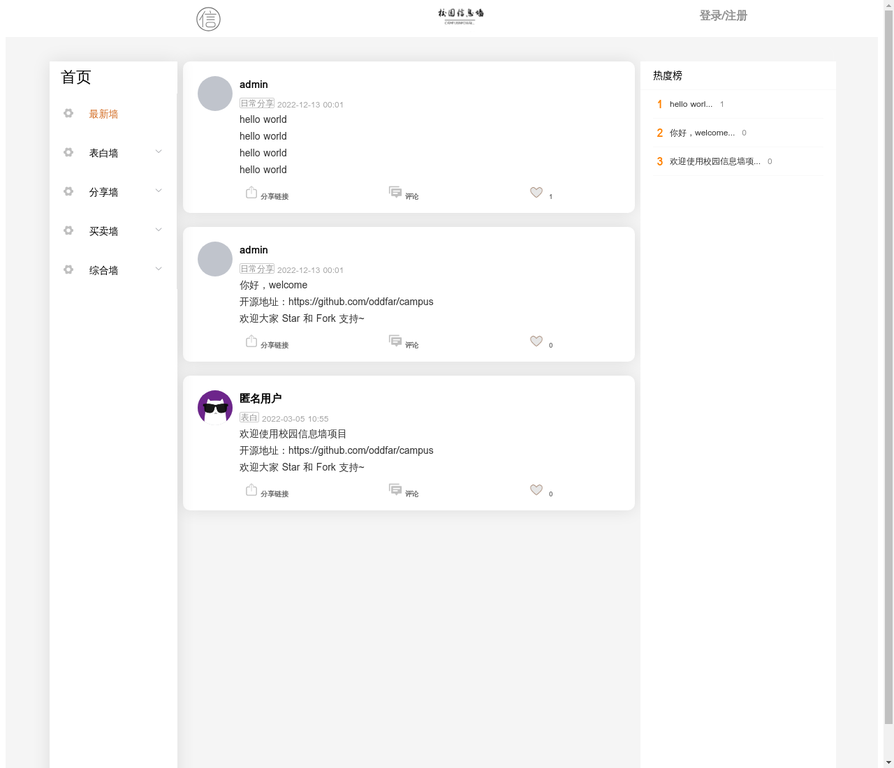 信
校园信息墙
登录/注册
首页
最新墙
表白墙
分享墙
买卖墙
综合墙
admin
日常分享 2022-12-13 00:01
hello world
hello world
hello world
hello world
分享链接 评论 1
admin
日常分享 2022-12-13 00:01
你好，welcome
开源地址：https://github.com/oddfar/campus
欢迎大家 Star 和 Fork 支持~
分享链接 评论 0
匿名用户
表白 2022-03-05 10:55
欢迎使用校园信息墙项目
开源地址：https://github.com/oddfar/campus
欢迎大家 Star 和 Fork 支持~
分享链接 评论 0
热度榜
1 hello worl... 1
2 你好，welcome... 0
3 欢迎使用校园信息墙项... 0